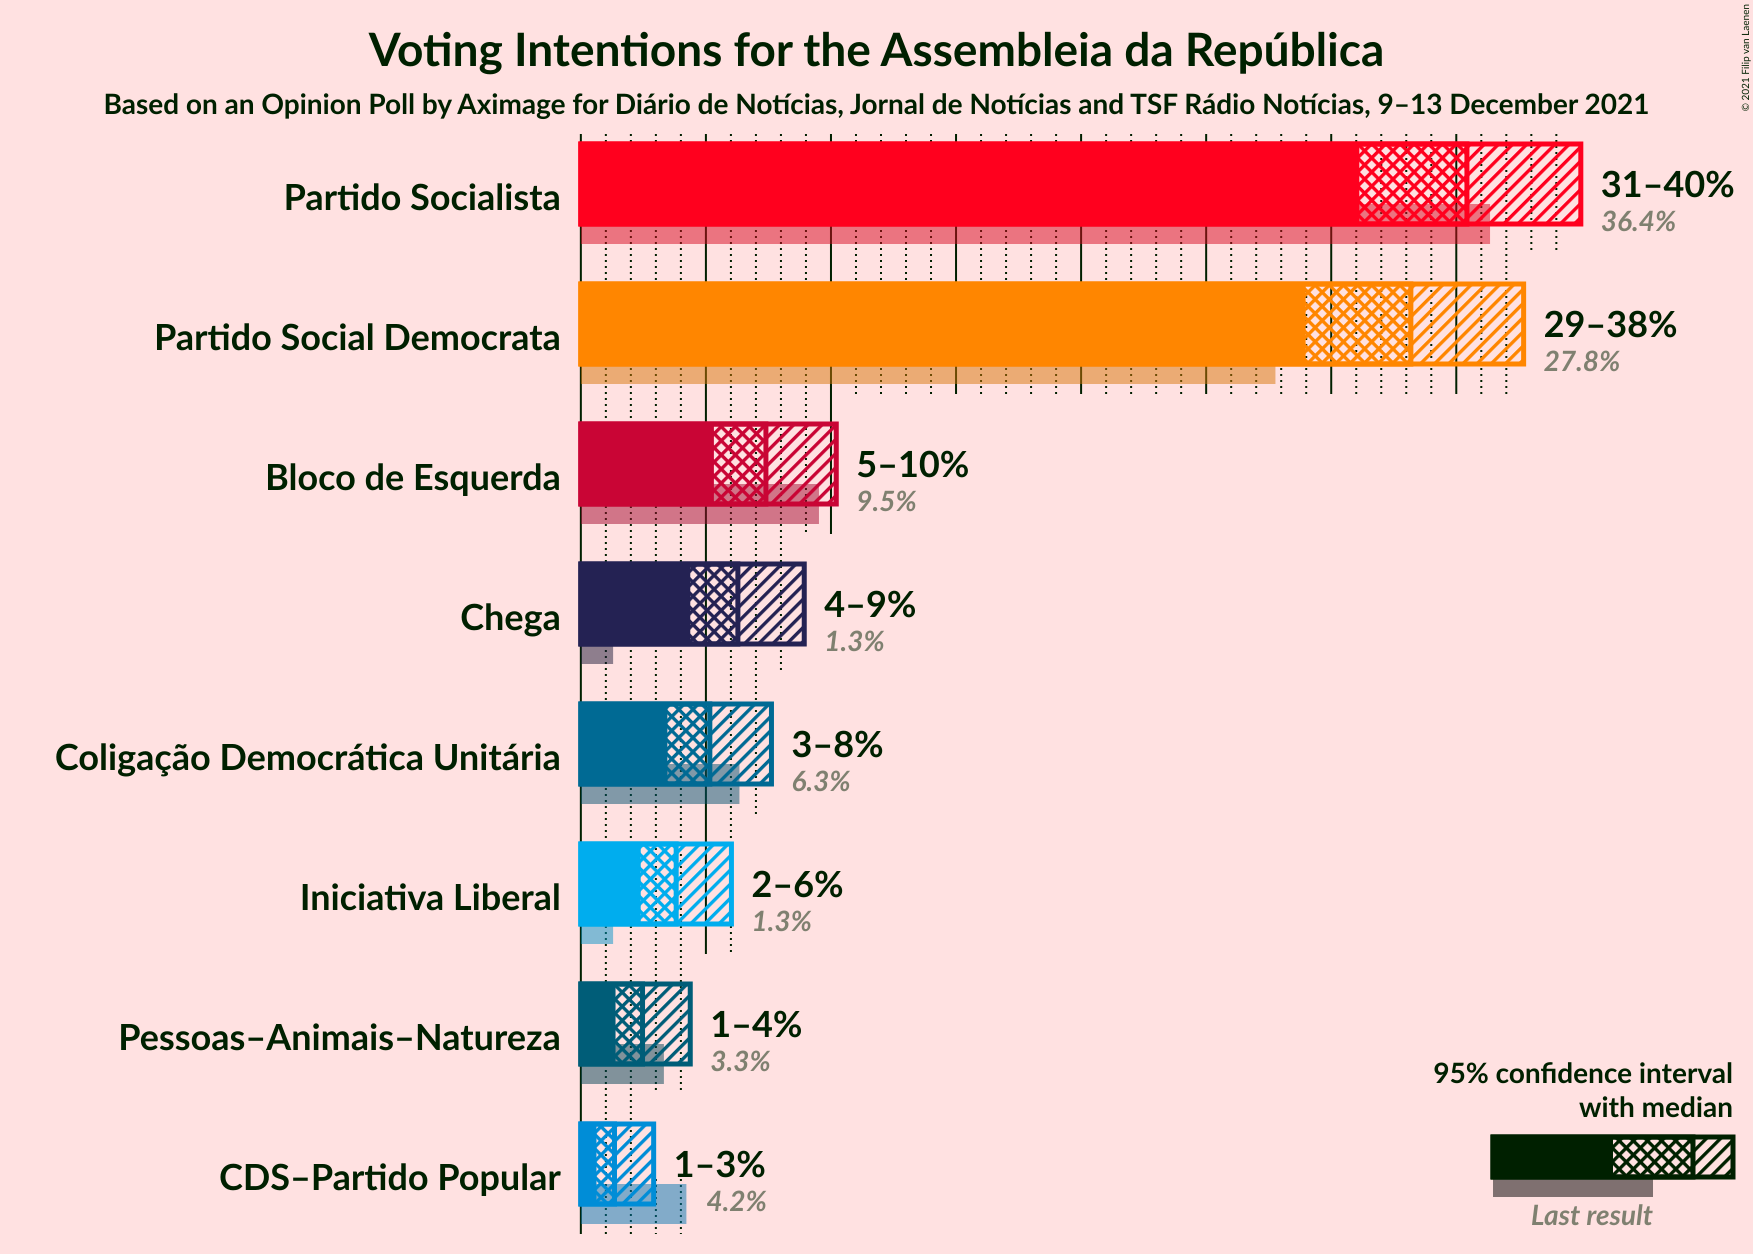 Voting Intentions for the Assembleia da República
Based on an Opinion Poll by Aximage for Diário de Notícias, Jornal de Notícias and TSF Rádio Notícias, 9–13 December 2021
© 2021 Filip van Laenen
Partido Socialista
31–40%
36.4%
Partido Social Democrata
29–38%
27.8%
Bloco de Esquerda
5–10%
9.5%
Chega
4–9%
1.3%
Coligação Democrática Unitária
3–8%
6.3%
Iniciativa Liberal
2–6%
1.3%
Pessoas–Animais–Natureza
1–4%
3.3%
CDS–Partido Popular
1–3%
4.2%
95% confidence interval
with median
Last result